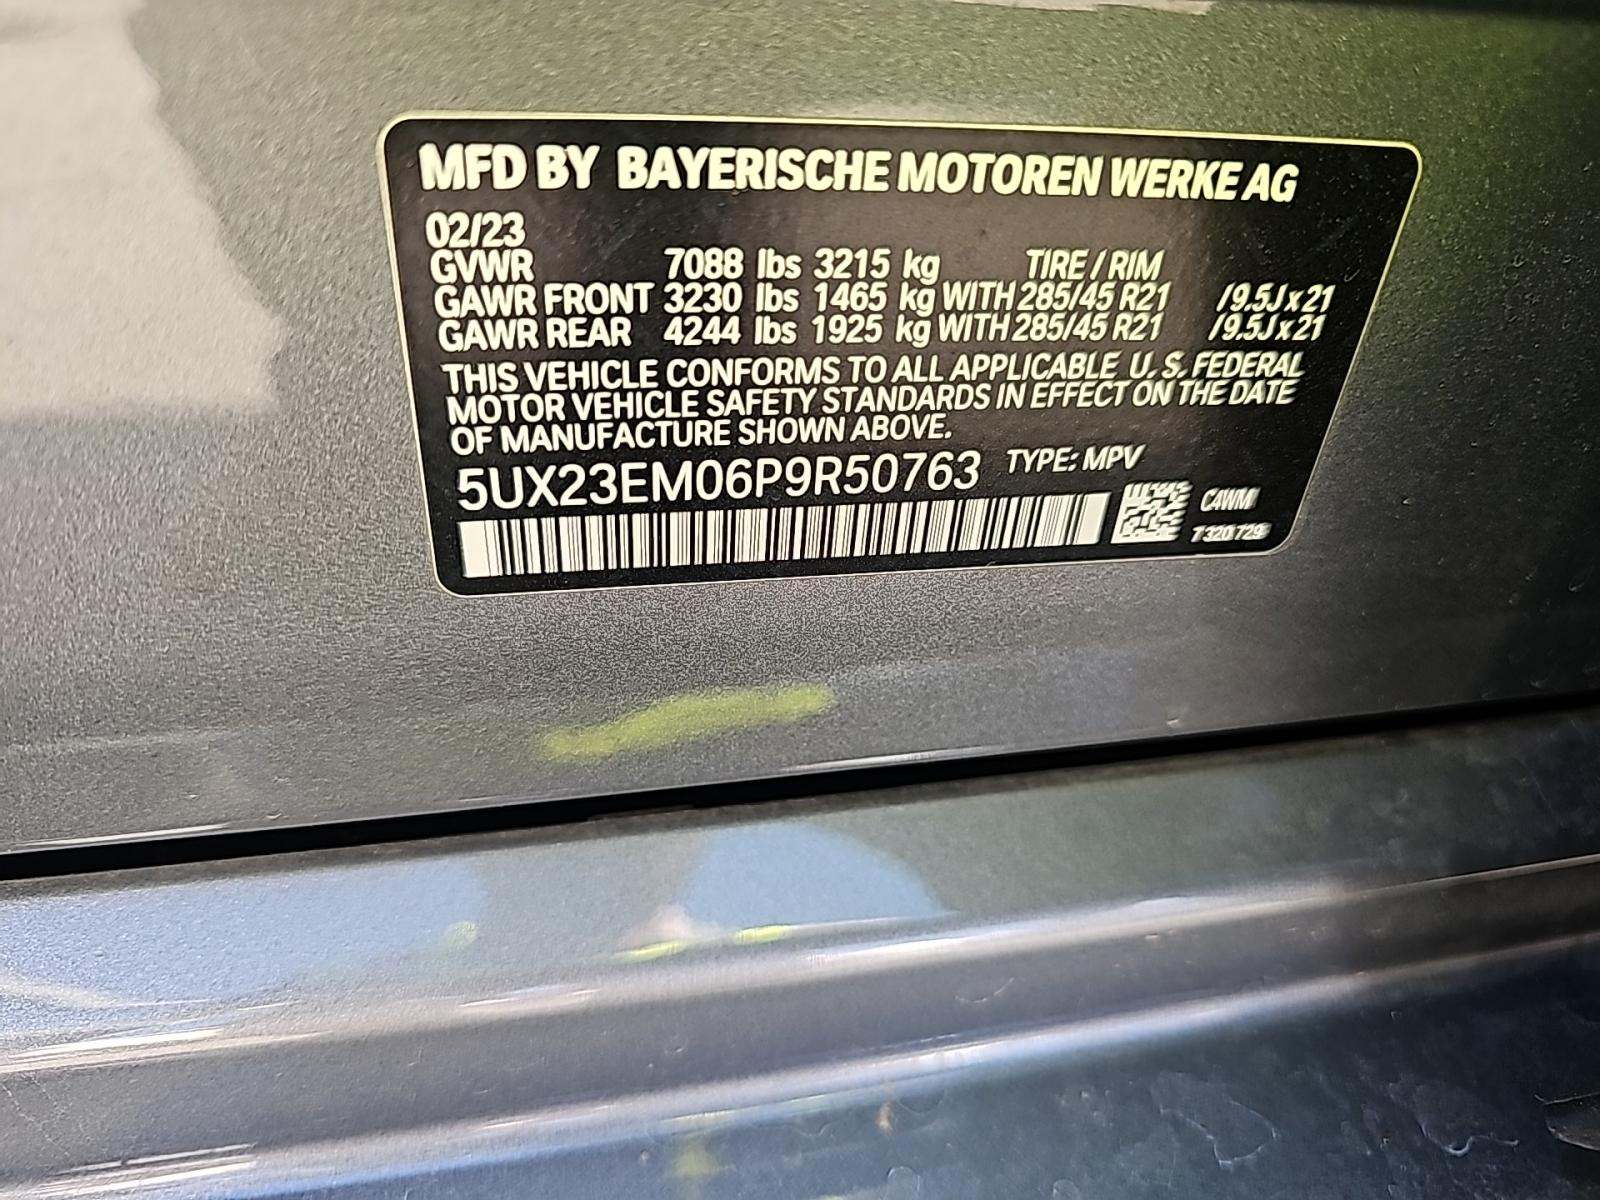 MFD BY BAYERISCHE MOTOREN WERKE AG
02/23
GVWR 7088 lbs 3215 kg TIRE / RIM
GAWR FRONT 3230 lbs 1465 kg WITH 285/45 R21 /9.5J x 21
GAWR REAR 4244 lbs 1925 kg WITH 285/45 R21 /9.5J x 21
THIS VEHICLE CONFORMS TO ALL APPLICABLE U.S. FEDERAL
MOTOR VEHICLE SAFETY STANDARDS IN EFFECT ON THE DATE
OF MANUFACTURE SHOWN ABOVE.
5UX23EM06P9R50763 TYPE: MPV
C4WM
7320729